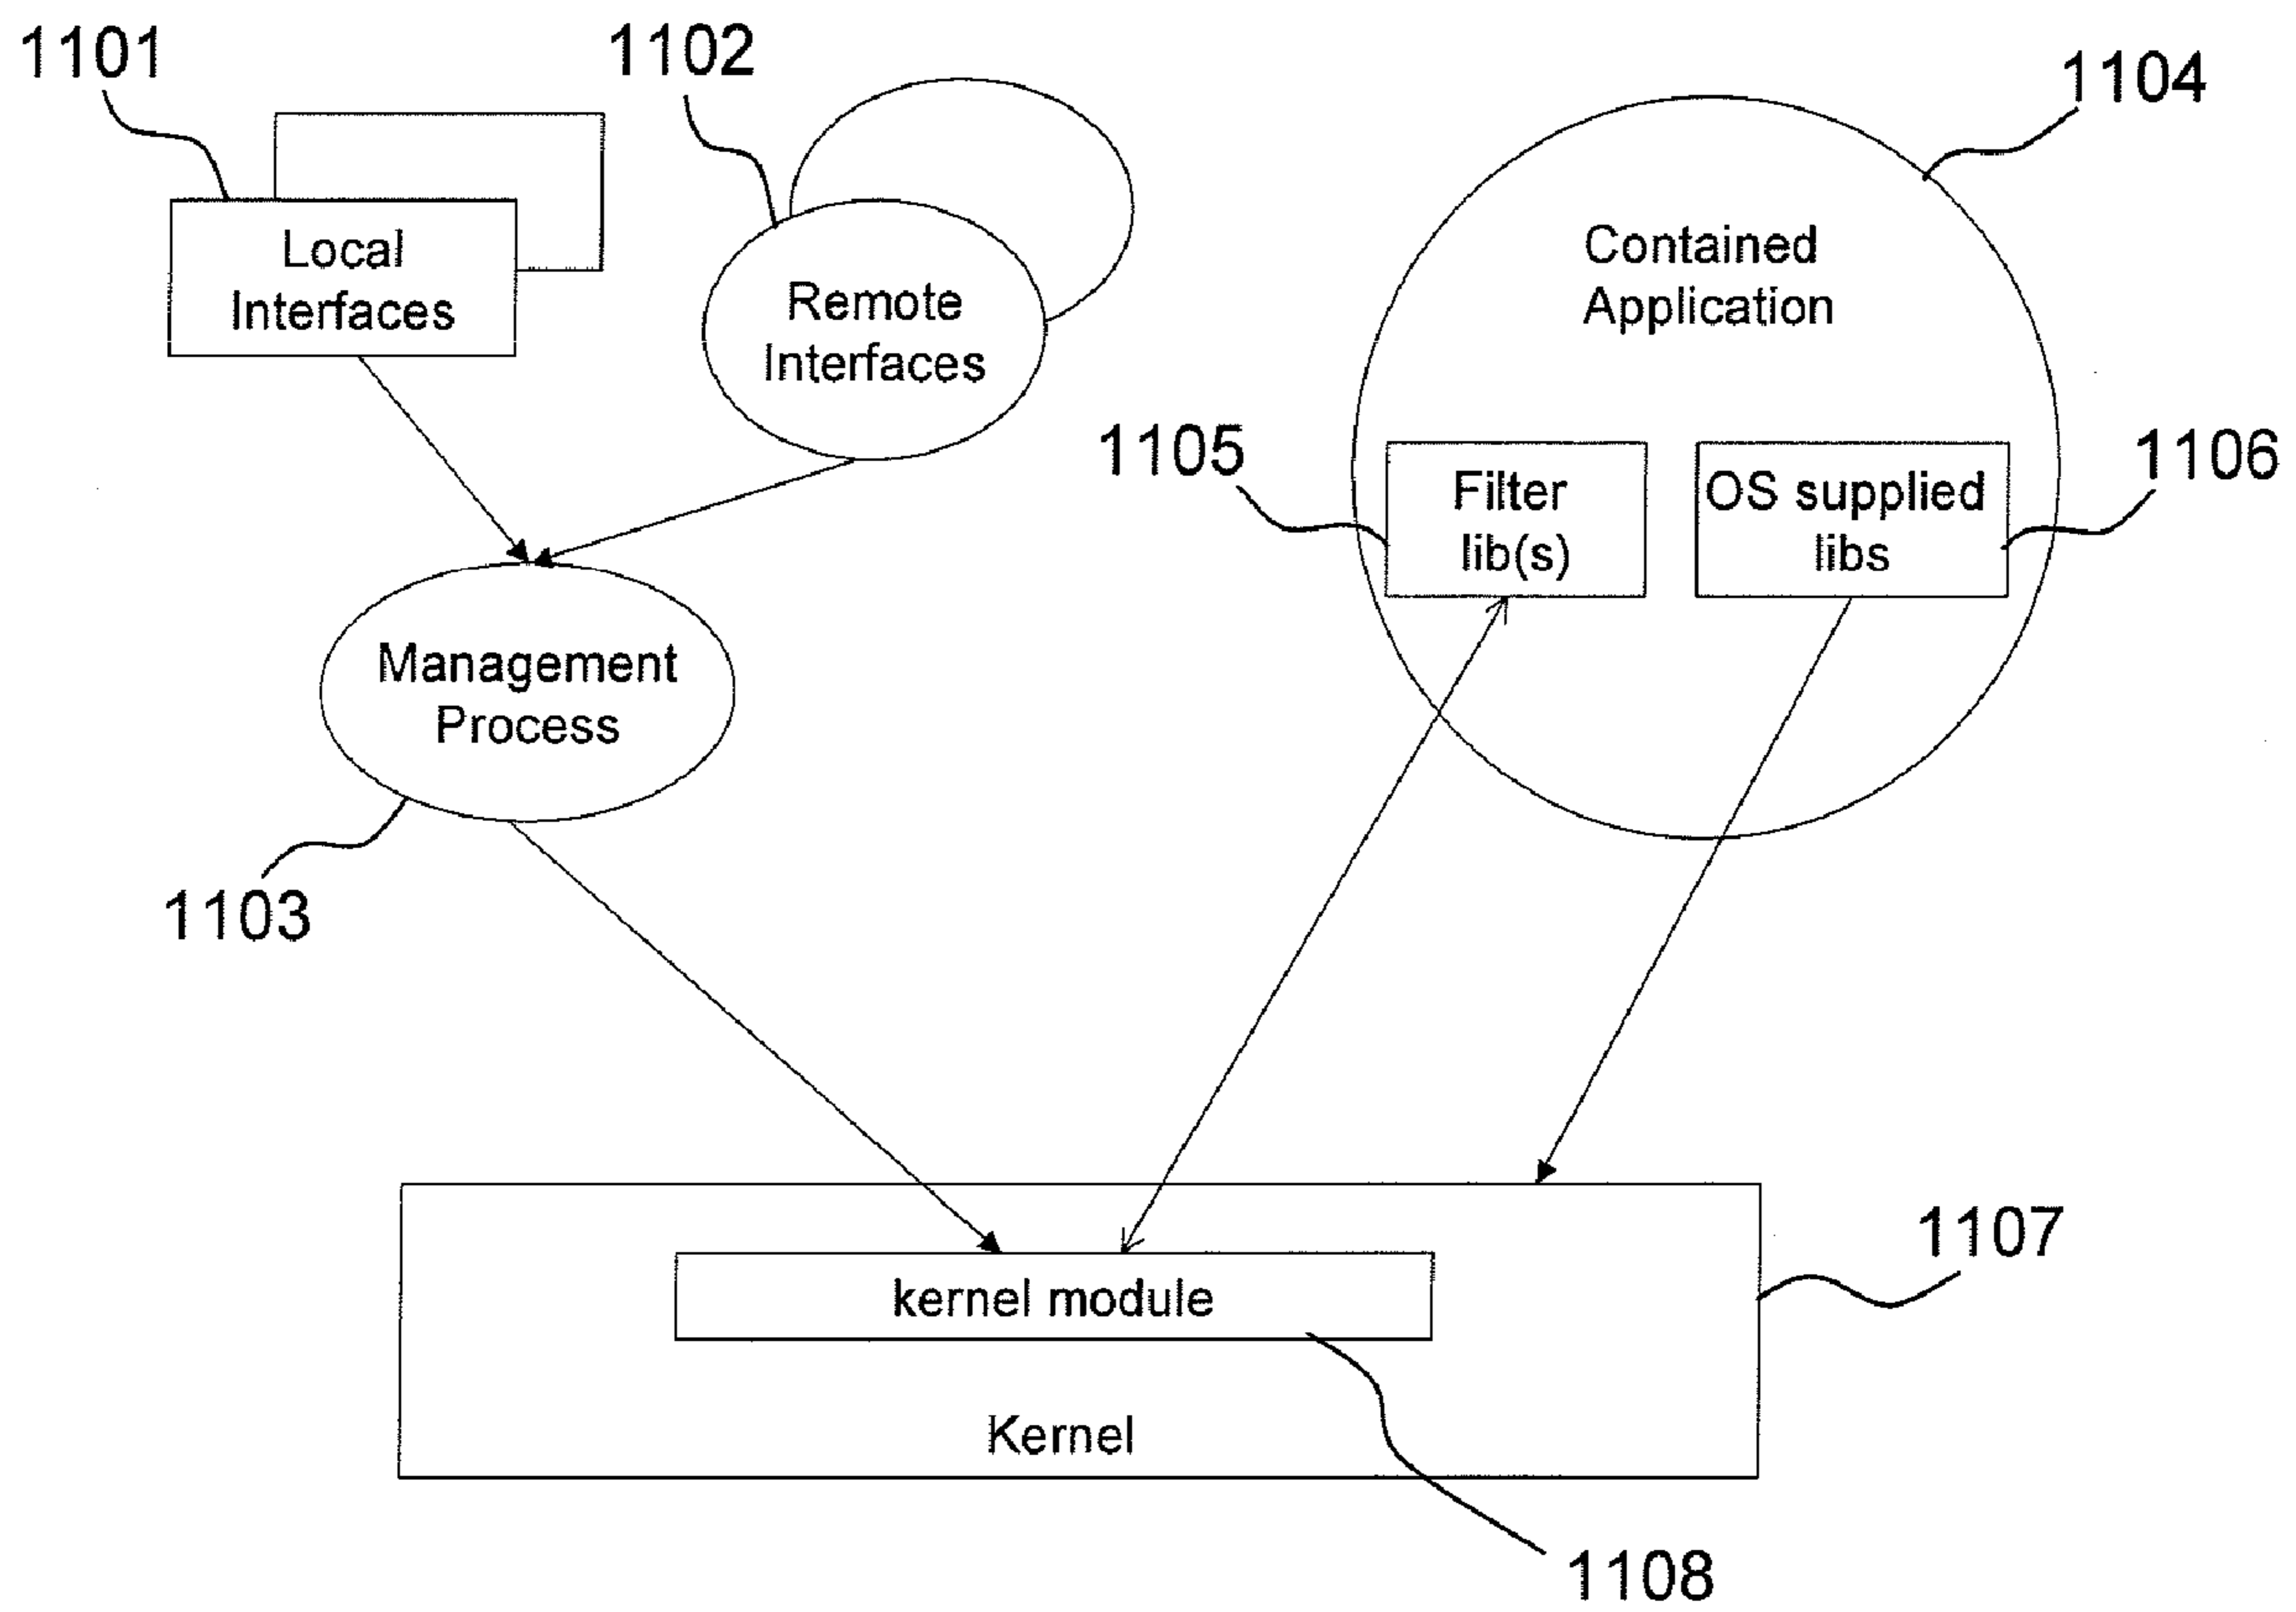 1101
1102
1104
Local
Interfaces
Remote
Interfaces
Contained
Application
1105
1106
Filter
lib(s)
OS supplied
libs
Management
Process
1103
1107
kernel module
Kernel
1108